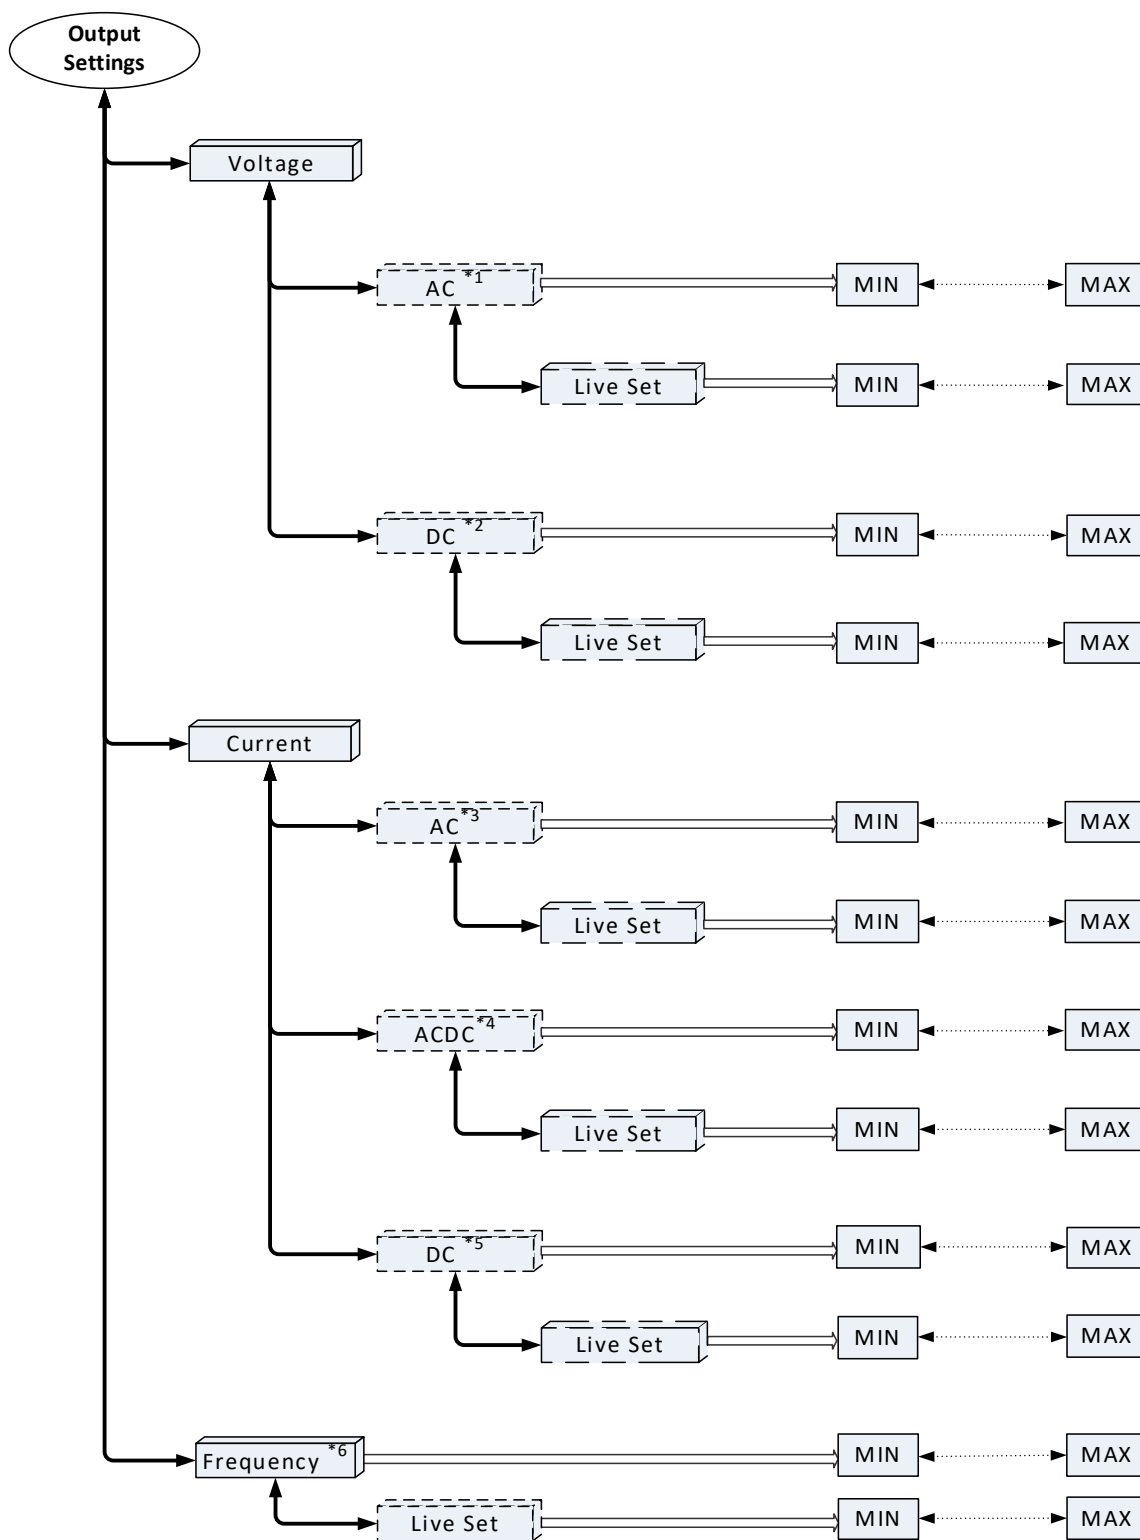 Output
Settings
Voltage
AC *1
MIN
MAX
Live Set
MIN
MAX
DC *2
MIN
MAX
Live Set
MIN
MAX
Current
AC *3
MIN
MAX
Live Set
MIN
MAX
ACDC *4
MIN
MAX
Live Set
MIN
MAX
DC *5
MIN
MAX
Live Set
MIN
MAX
Frequency *6
MIN
MAX
Live Set
MIN
MAX